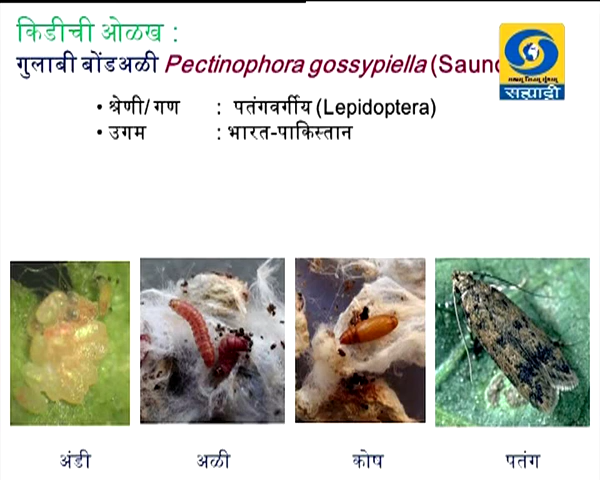 किडीची ओळख :
गुलाबी बोंडअळी Pectinophora gossypiella (Saund
• श्रेणी/ गण : पतंगवर्गीय (Lepidoptera)
• उगम : भारत-पाकिस्तान
सह्याद्री
अंडी
अळी
कोष
पतंग